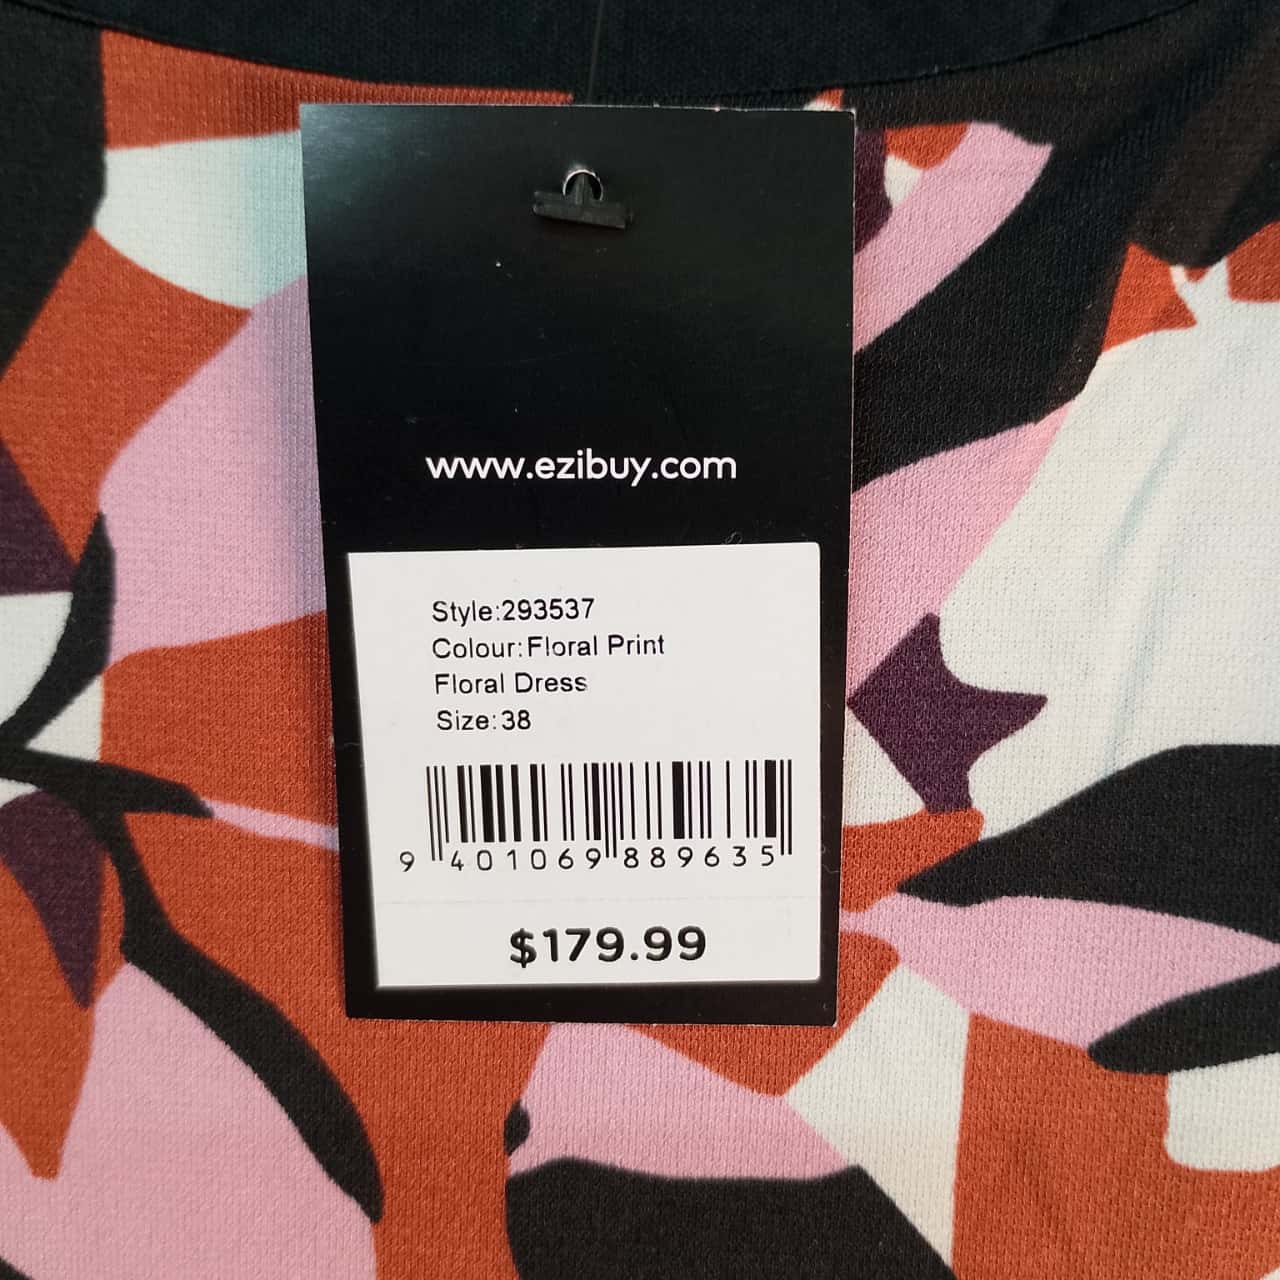 www.ezibuy.com
Style:293537
Colour:Floral Print
Floral Dress
Size:38
9 401069 889635
$179.99